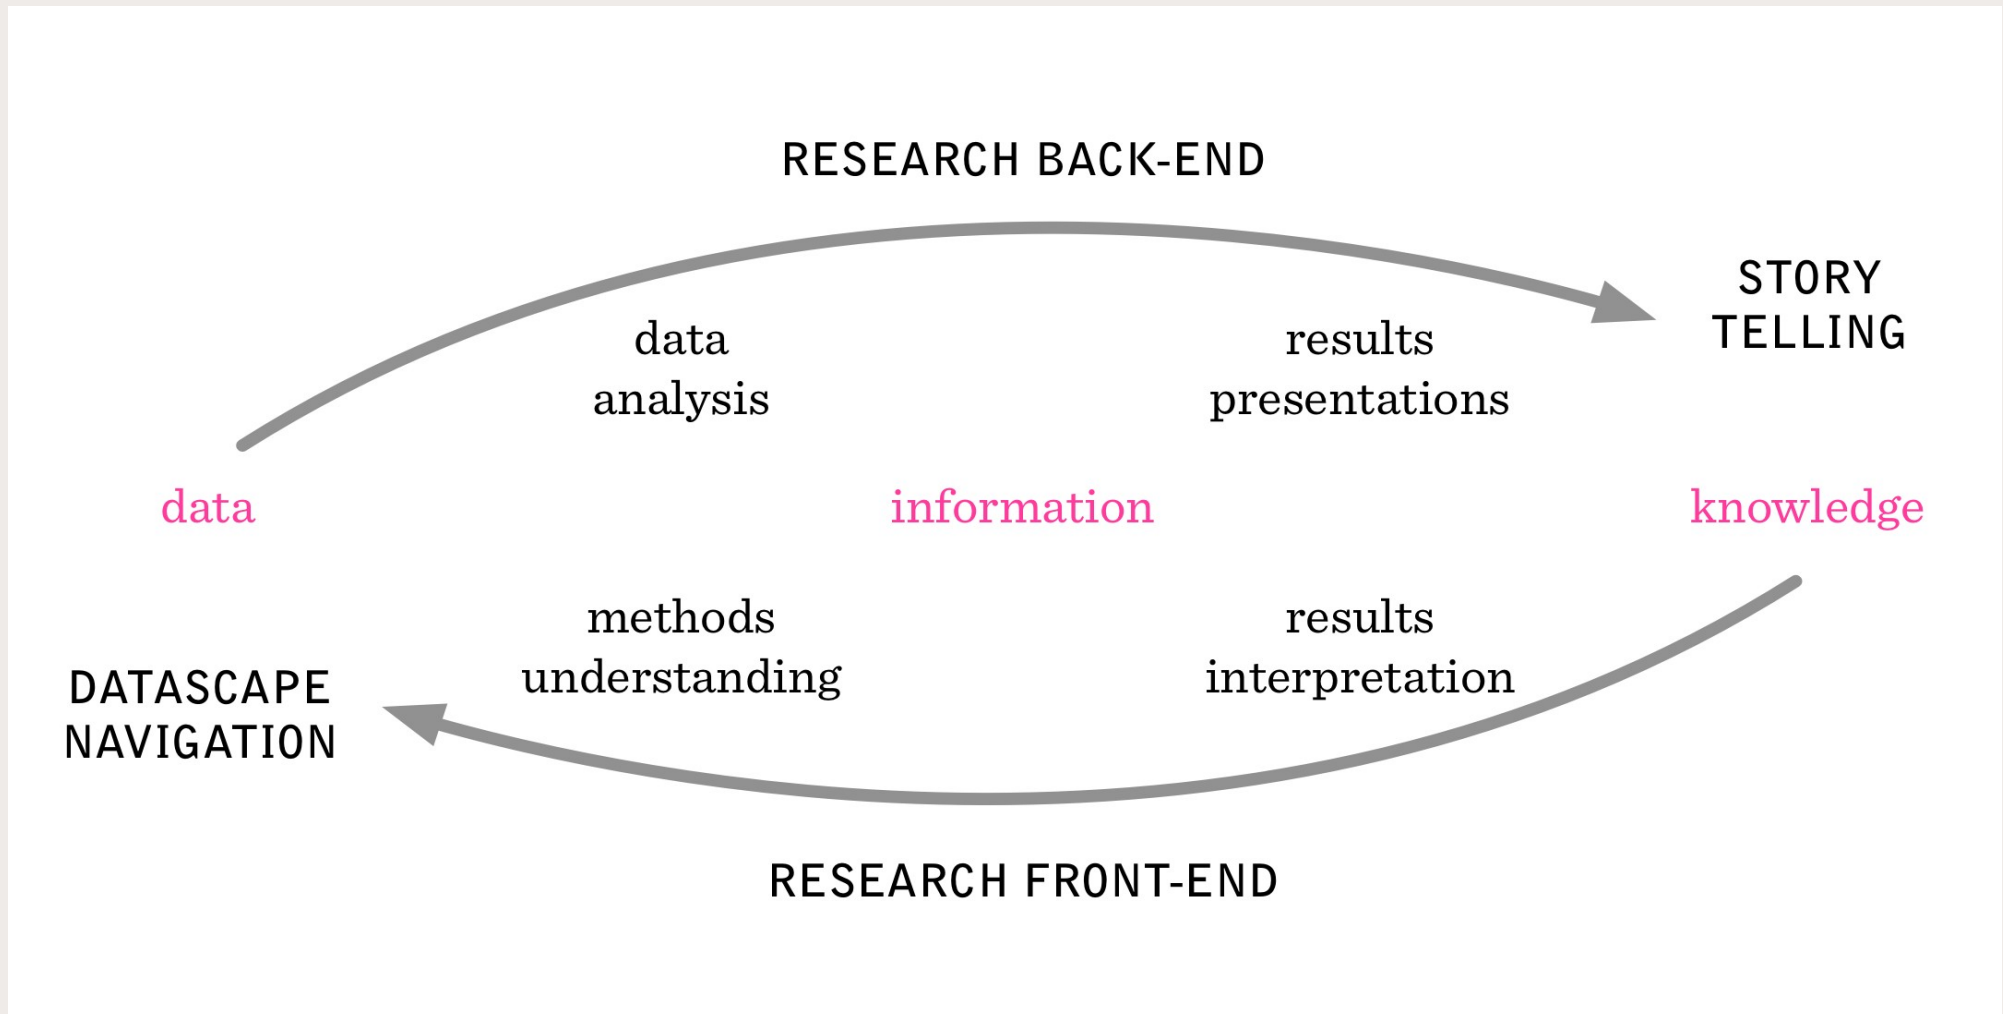 RESEARCH BACK-END
STORY
TELLING
data
analysis
results
presentations
data
information
knowledge
methods
understanding
results
interpretation
DATASCAPE
NAVIGATION
RESEARCH FRONT-END